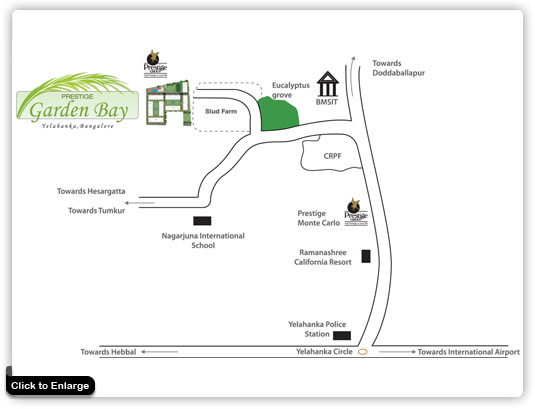 Towards
Doddaballapur
Prestige
GROUP
PRESTIGE
Garden Bay
Yelahanka, Bangalore
Eucalyptus
grove
BMSIT
Stud Farm
CRPF
Towards Hesargatta
Towards Tumkur
Nagarjuna International
School
Prestige
Monte Carlo
Prestige
GROUP
Ramanashree
California Resort
Yelahanka Police
Station
Towards Hebbal
Yelahanka Circle
Towards International Airport
Click to Enlarge